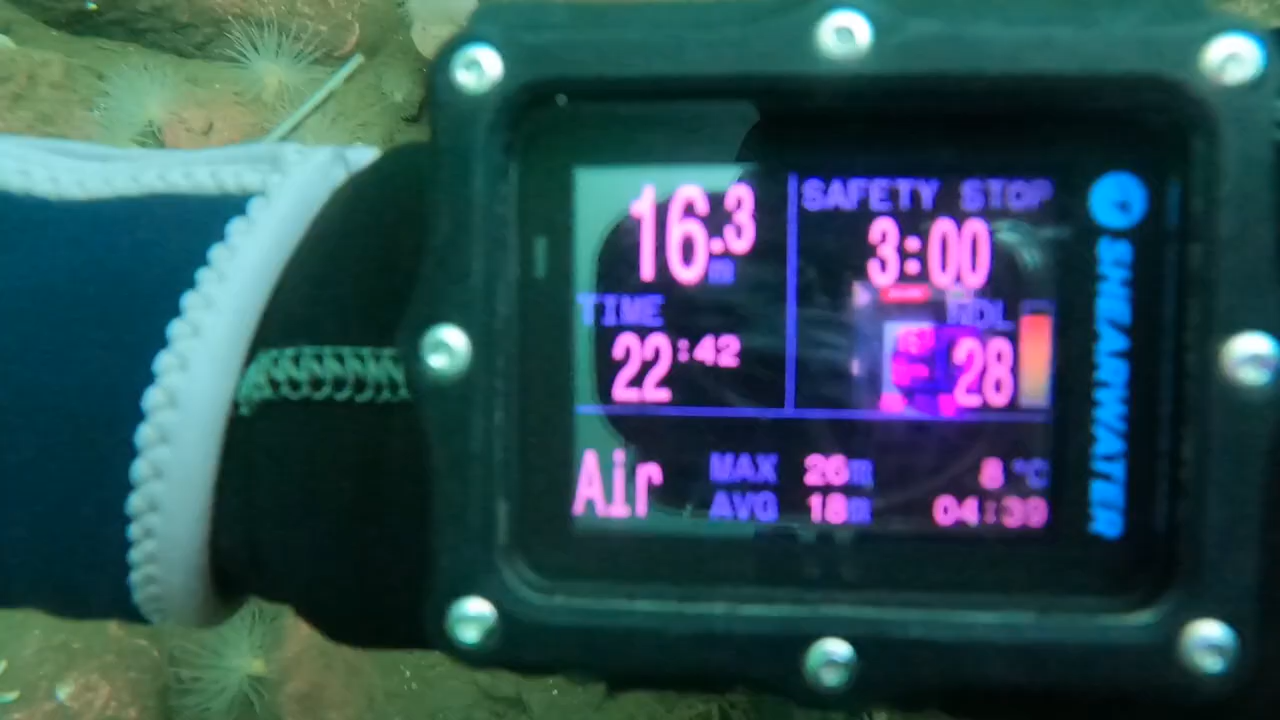 16.3m
TIME
22:42
SAFETY STOP
3:00
NDL
28
Air
MAX 26m
AVG 18m
8 °C
04:39
SHEARWATER